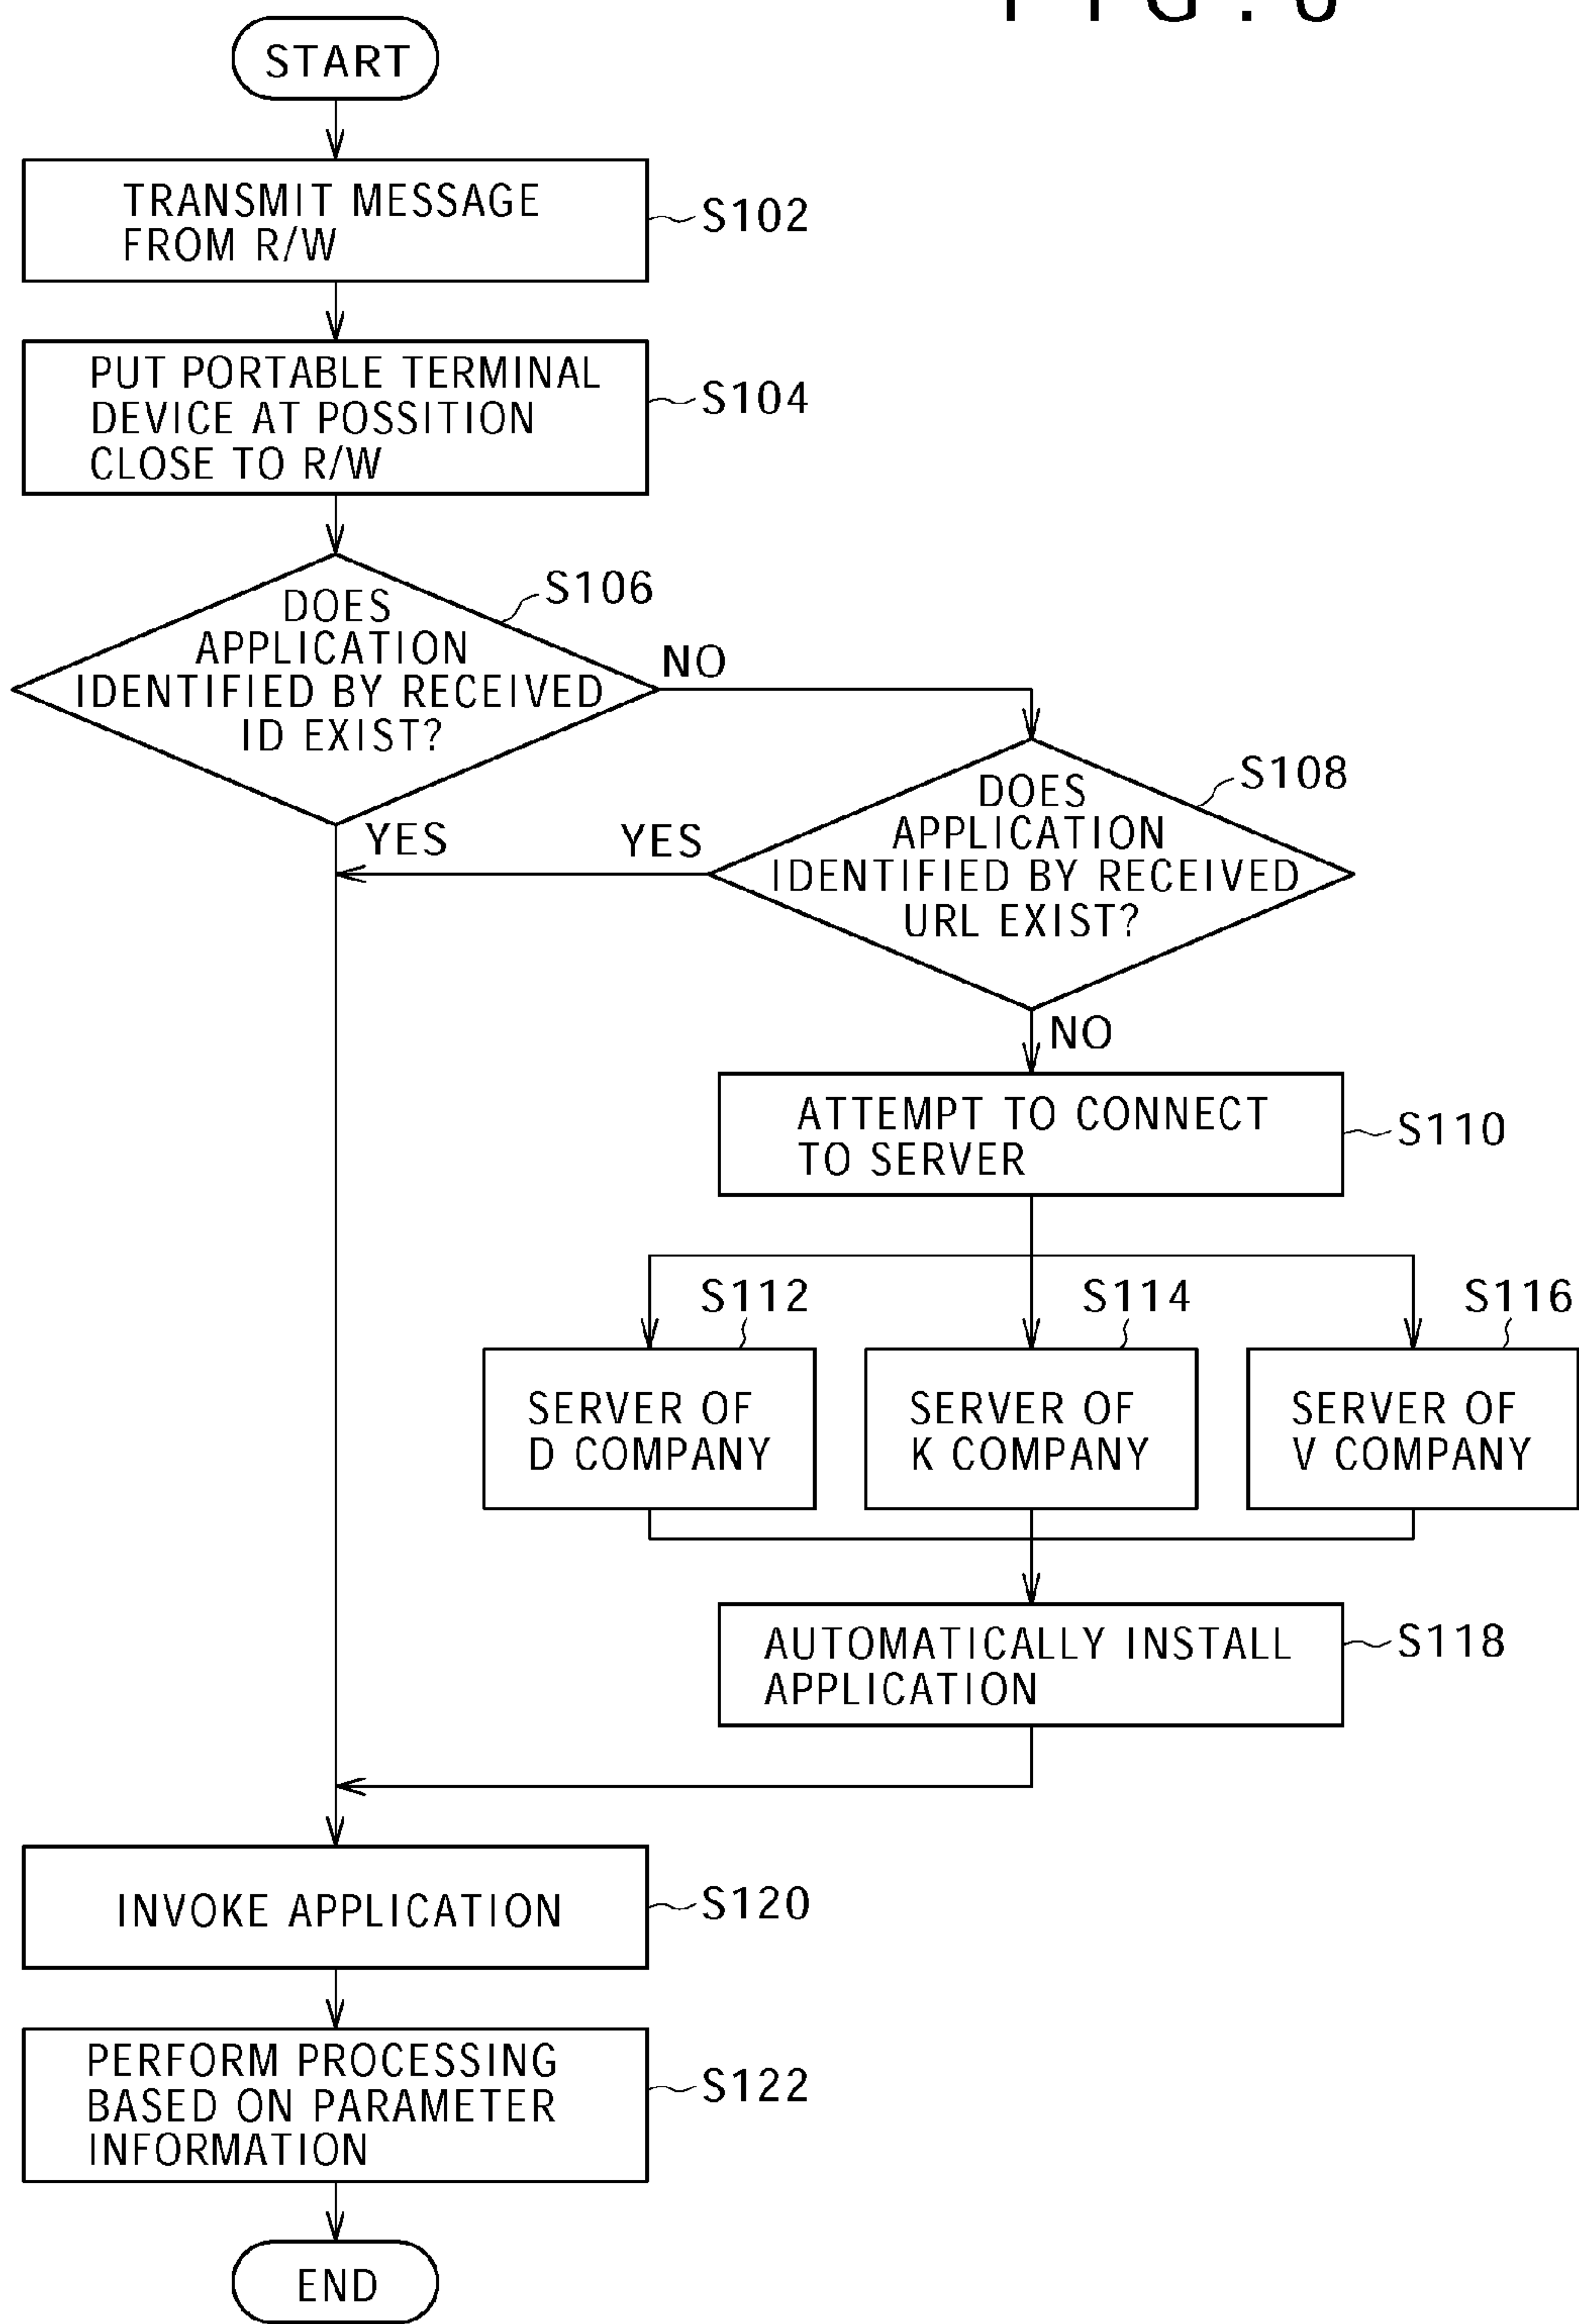 START
TRANSMIT MESSAGE
FROM R/W
S102
PUT PORTABLE TERMINAL
DEVICE AT POSSITION
CLOSE TO R/W
S104
S106
DOES
APPLICATION
IDENTIFIED BY RECEIVED
ID EXIST?
NO
YES
S108
DOES
APPLICATION
IDENTIFIED BY RECEIVED
URL EXIST?
YES
NO
ATTEMPT TO CONNECT
TO SERVER
S110
S112
S114
S116
SERVER OF
D COMPANY
SERVER OF
K COMPANY
SERVER OF
V COMPANY
AUTOMATICALLY INSTALL
APPLICATION
S118
INVOKE APPLICATION
S120
PERFORM PROCESSING
BASED ON PARAMETER
INFORMATION
S122
END